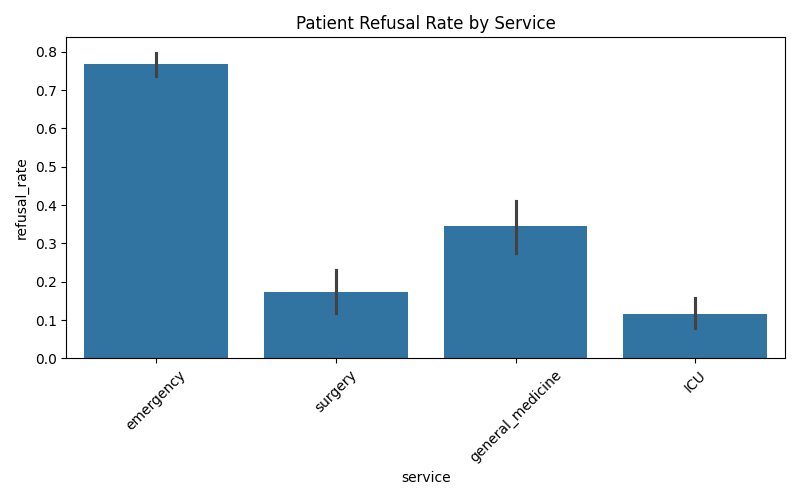 Patient Refusal Rate by Service
refusal_rate
0.8
0.7
0.6
0.5
0.4
0.3
0.2
0.1
0.0
emergency
surgery
general_medicine
ICU
service